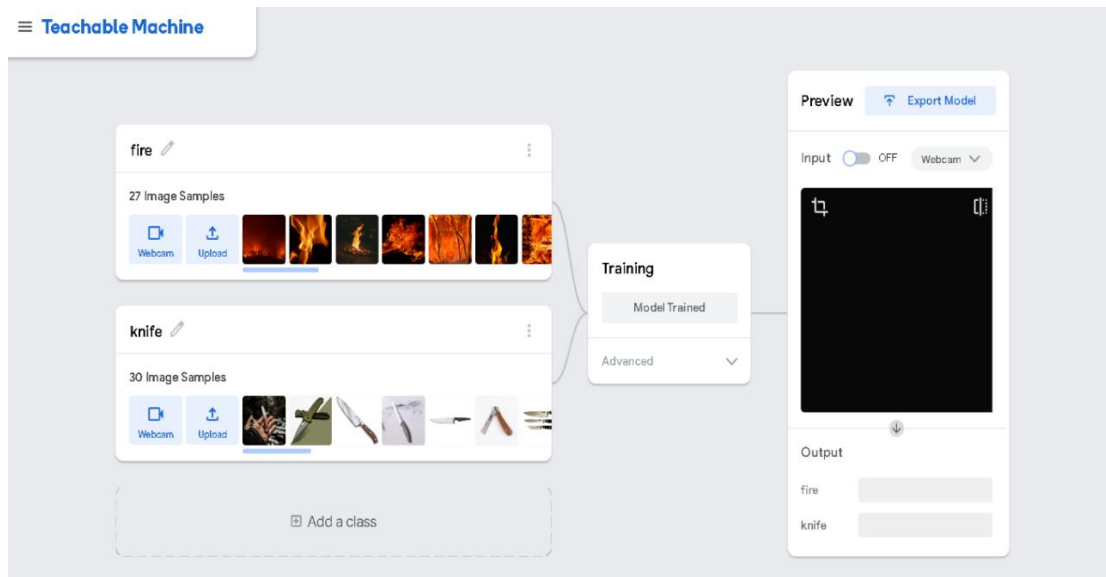 Teachable Machine
fire
27 Image Samples
Webcam
Upload
knife
30 Image Samples
Webcam
Upload
Add a class
Training
Model Trained
Advanced
Preview
Export Model
Input
OFF
Webcam
Output
fire
knife